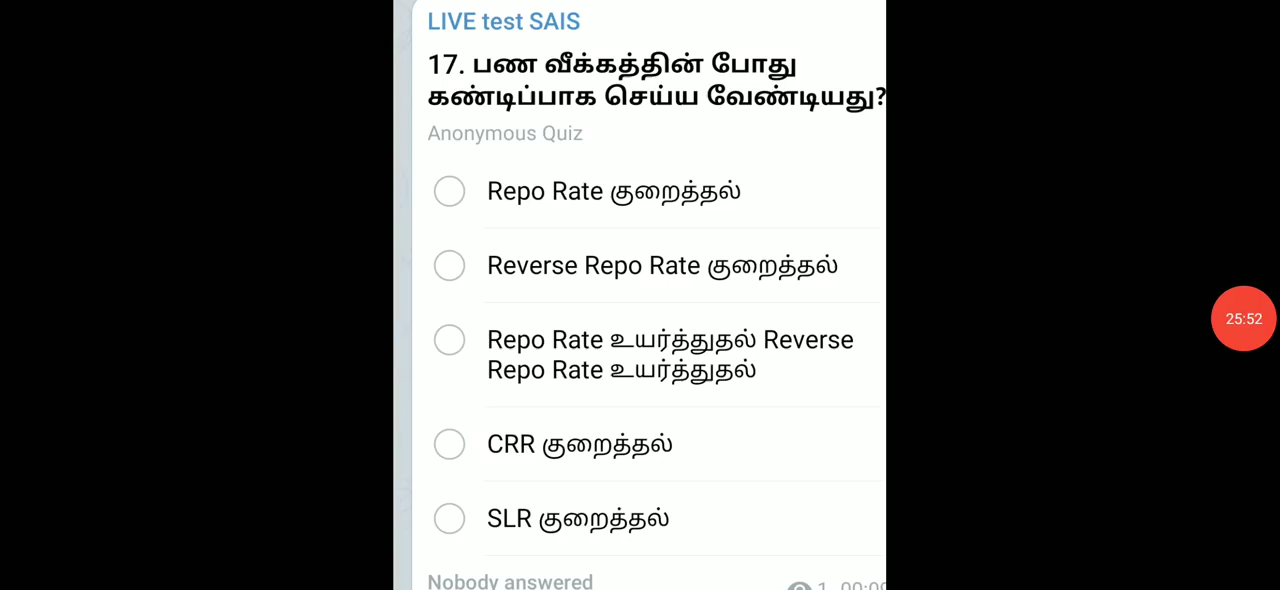 LIVE test SAIS
17. பண வீக்கத்தின் போது
கண்டிப்பாக செய்ய வேண்டியது?
Anonymous Quiz
Repo Rate குறைத்தல்
Reverse Repo Rate குறைத்தல்
Repo Rate உயர்த்துதல் Reverse
Repo Rate உயர்த்துதல்
CRR குறைத்தல்
SLR குறைத்தல்
Nobody answered
1
25:52